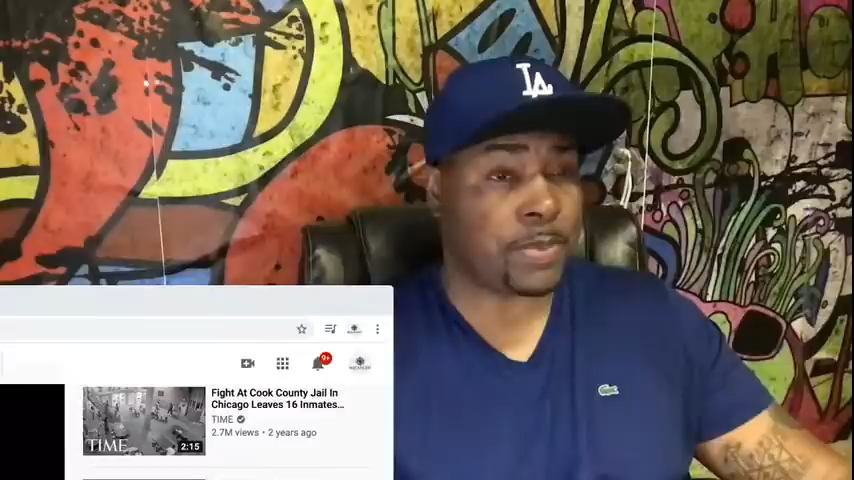 LA
9+
Fight At Cook County Jail In
Chicago Leaves 16 Inmates...
TIME
2.7M views • 2 years ago
TIME
2:15